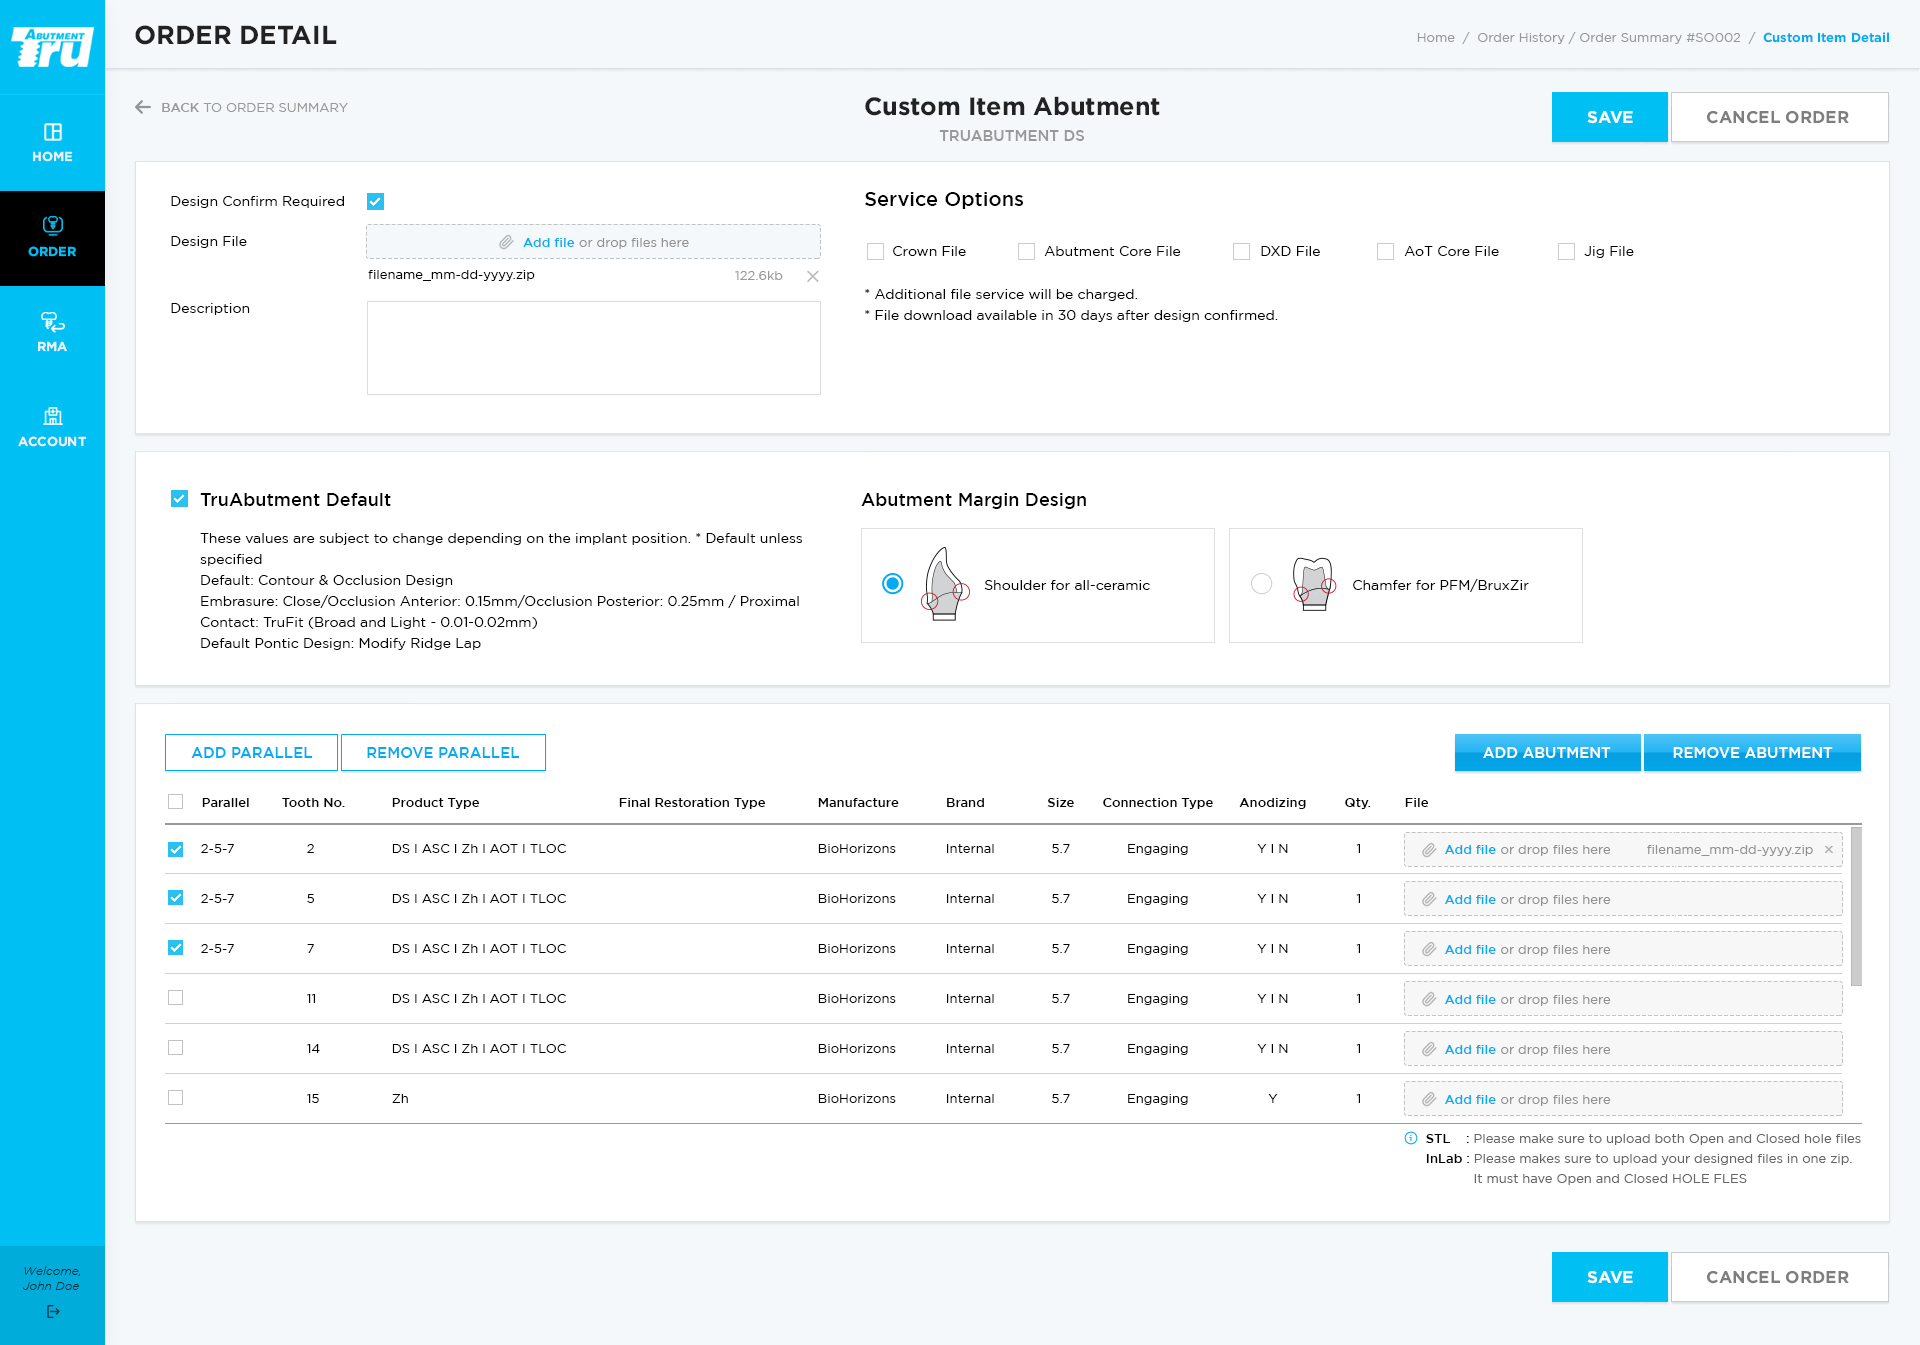 ABUTMENT
Tru
HOME
ORDER
RMA
ACCOUNT
Welcome,
John Doe
ORDER DETAIL
Home / Order History / Order Summary #SO002 / Custom Item Detail
BACK TO ORDER SUMMARY
Custom Item Abutment
TRUABUTMENT DS
SAVE
CANCEL ORDER
Design Confirm Required
Design File
Add file or drop files here
filename_mm-dd-yyyy.zip 122.6kb
Description
Service Options
Crown File Abutment Core File DXD File AoT Core File Jig File
* Additional file service will be charged.
* File download available in 30 days after design confirmed.
TruAbutment Default
These values are subject to change depending on the implant position. * Default unless
specified
Default: Contour & Occlusion Design
Embrasure: Close/Occlusion Anterior: 0.15mm/Occlusion Posterior: 0.25mm / Proximal
Contact: TruFit (Broad and Light - 0.01-0.02mm)
Default Pontic Design: Modify Ridge Lap
Abutment Margin Design
Shoulder for all-ceramic
Chamfer for PFM/BruxZir
ADD PARALLEL
REMOVE PARALLEL
ADD ABUTMENT
REMOVE ABUTMENT
Parallel Tooth No. Product Type Final Restoration Type Manufacture Brand Size Connection Type Anodizing Qty. File
2-5-7 2 DS I ASC I Zh I AOT I TLOC BioHorizons Internal 5.7 Engaging Y I N 1 Add file or drop files here filename_mm-dd-yyyy.zip
2-5-7 5 DS I ASC I Zh I AOT I TLOC BioHorizons Internal 5.7 Engaging Y I N 1 Add file or drop files here
2-5-7 7 DS I ASC I Zh I AOT I TLOC BioHorizons Internal 5.7 Engaging Y I N 1 Add file or drop files here
11 DS I ASC I Zh I AOT I TLOC BioHorizons Internal 5.7 Engaging Y I N 1 Add file or drop files here
14 DS I ASC I Zh I AOT I TLOC BioHorizons Internal 5.7 Engaging Y I N 1 Add file or drop files here
15 Zh BioHorizons Internal 5.7 Engaging Y 1 Add file or drop files here
STL : Please make sure to upload both Open and Closed hole files
InLab : Please makes sure to upload your designed files in one zip.
It must have Open and Closed HOLE FLES
SAVE
CANCEL ORDER